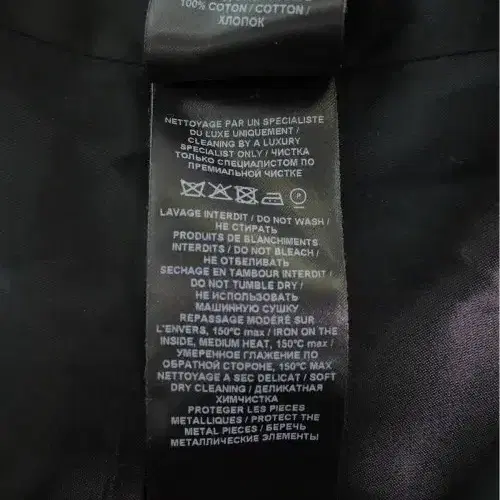 100% COTON / COTTON /
ХЛОПОК
NETTOYAGE PAR UN SPÉCIALISTE
DU LUXE UNIQUEMENT /
CLEANING BY A LUXURY
SPECIALIST ONLY / ЧИСТКА
ТОЛЬКО СПЕЦИАЛИСТОМ ПО
ПРЕМИАЛЬНОЙ ЧИСТКЕ
P
LAVAGE INTERDIT / DO NOT WASH /
НЕ СТИРАТЬ
PRODUITS DE BLANCHIMENTS
INTERDITS / DO NOT BLEACH /
НЕ ОТБЕЛИВАТЬ
SECHAGE EN TAMBOUR INTERDIT /
DO NOT TUMBLE DRY /
НЕ ИСПОЛЬЗОВАТЬ
МАШИННУЮ СУШКУ
REPASSAGE MODÉRÉ SUR
L'ENVERS, 150°C max / IRON ON THE
INSIDE, MEDIUM HEAT, 150°C max /
УМЕРЕННОЕ ГЛАЖЕНИЕ ПО
ОБРАТНОЙ СТОРОНЕ, 150°C MAX
NETTOYAGE A SEC DELICAT / SOFT
DRY CLEANING / ДЕЛИКАТНАЯ
ХИМЧИСТКА
PROTEGER LES PIECES
METALLIQUES / PROTECT THE
METAL PIECES / БЕРЕЧЬ
МЕТАЛЛИЧЕСКИЕ ЭЛЕМЕНТЫ